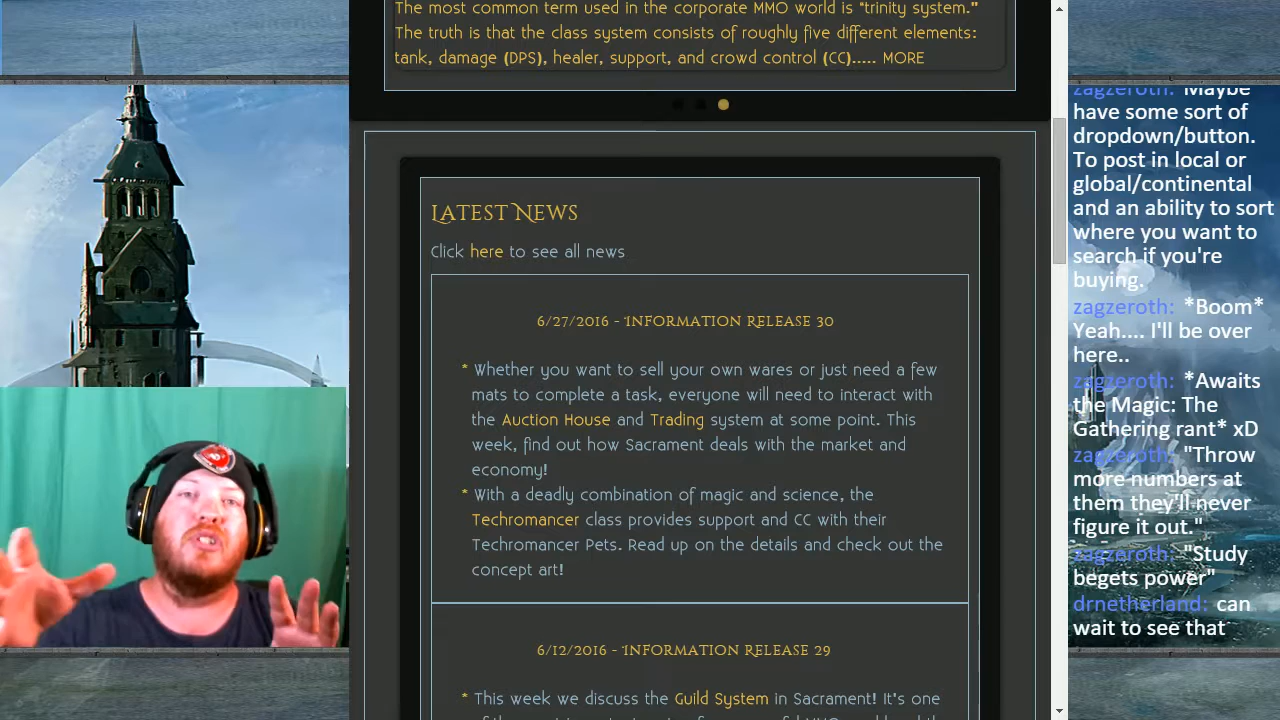 The most common term used in the corporate MMO world is "trinity system."
The truth is that the class system consists of roughly five different elements:
tank, damage (DPS), healer, support, and crowd control (CC)..... MORE
Latest News
Click here to see all news
6/27/2016 - Information Release 30
* Whether you want to sell your own wares or just need a few
mats to complete a task, everyone will need to interact with
the Auction House and Trading system at some point. This
week, find out how Sacrament deals with the market and
economy!
* With a deadly combination of magic and science, the
Techromancer class provides support and CC with their
Techromancer Pets. Read up on the details and check out the
concept art!
6/12/2016 - Information Release 29
* This week we discuss the Guild System in Sacrament! It's one
zagzeroth: Maybe
have some sort of
dropdown/button.
To post in local or
global/continental
and an ability to sort
where you want to
search if you're
buying.
zagzeroth: *Boom*
Yeah.... I'll be over
here..
zagzeroth: *Awaits
the Magic: The
Gathering rant* xD
zagzeroth: "Throw
more numbers at
them they'll never
figure it out."
zagzeroth: "Study
begets power"
drnetherland: can
wait to see that